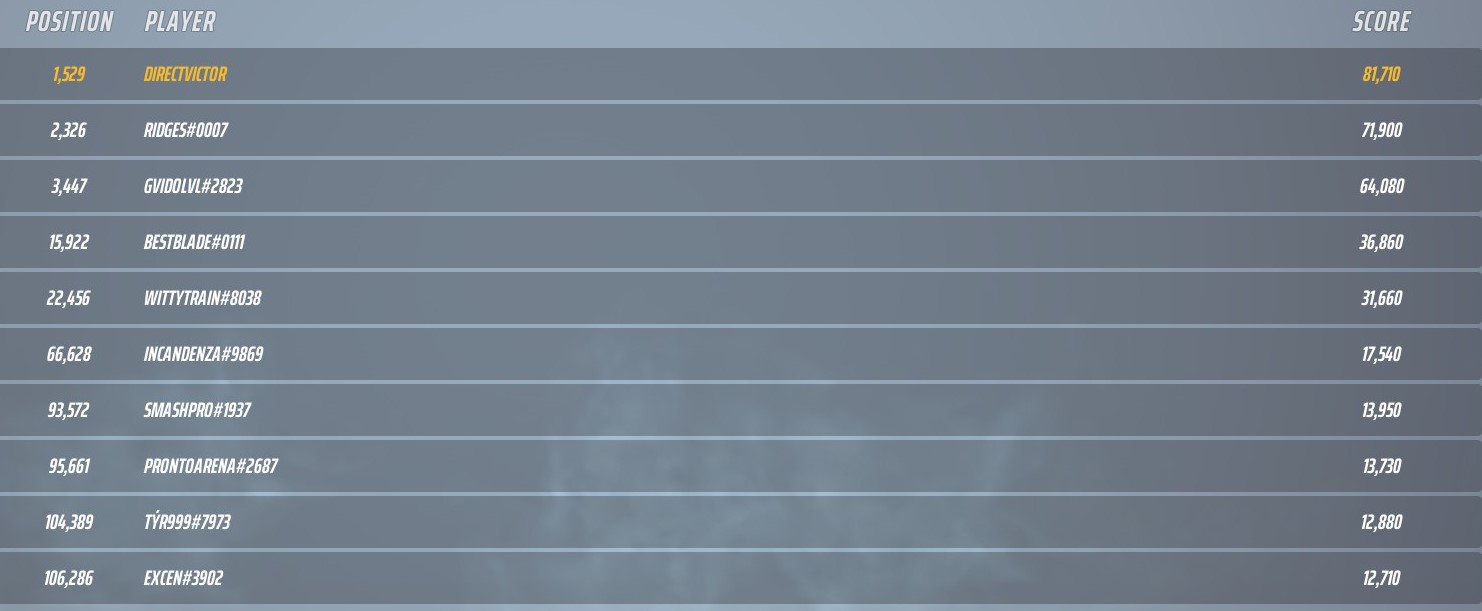 POSITION PLAYER SCORE
1,529 DIRECTVICTOR 81,710
2,326 RIDGES#0007 71,900
3,447 GVIDOLVL#2823 64,080
15,922 BESTBLADE#0111 36,860
22,456 WITTYTRAIN#8038 31,660
66,628 INCANDENZA#9869 17,540
93,572 SMASHPRO#1937 13,950
95,661 PRONTOARENA#2687 13,730
104,389 TÝR999#7973 12,880
106,286 EXCEN#3902 12,710